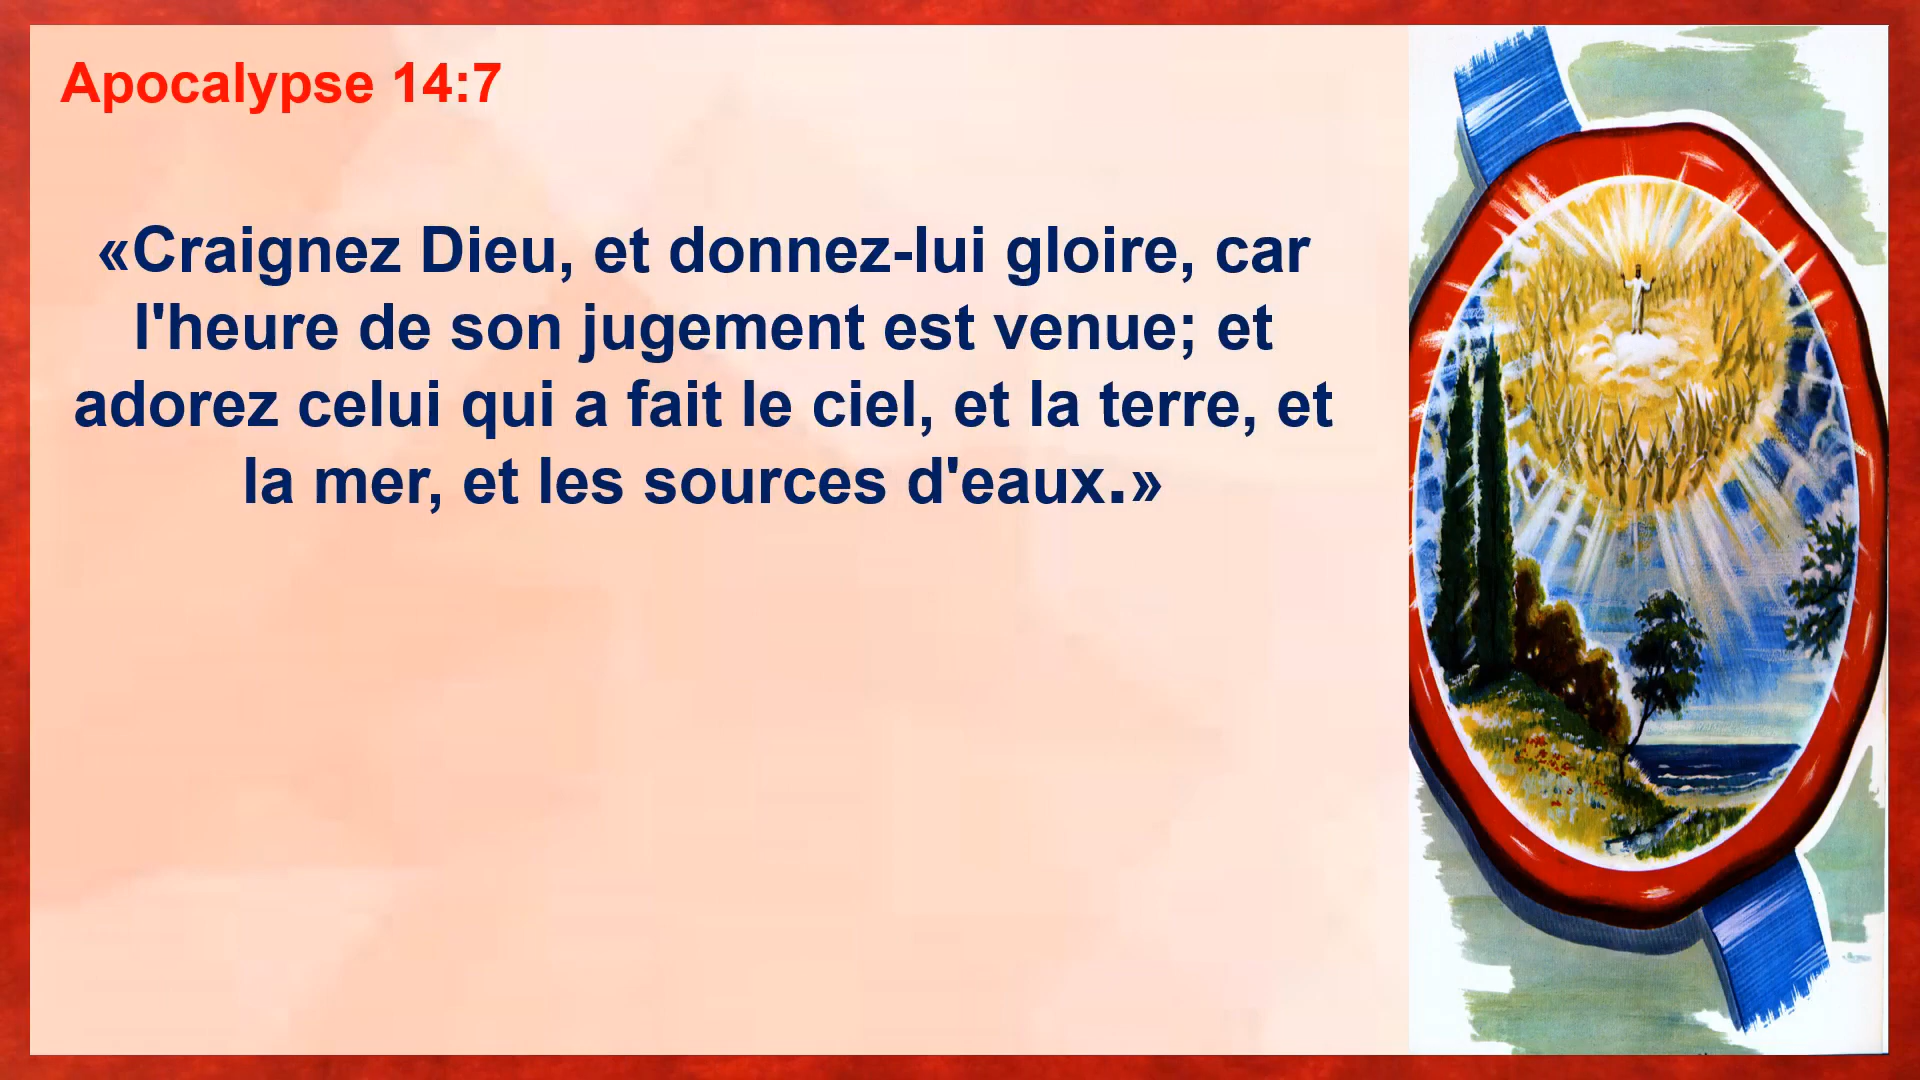 Apocalypse 14:7
«Craignez Dieu, et donnez-lui gloire, car
l'heure de son jugement est venue; et
adorez celui qui a fait le ciel, et la terre, et
la mer, et les sources d'eaux.»